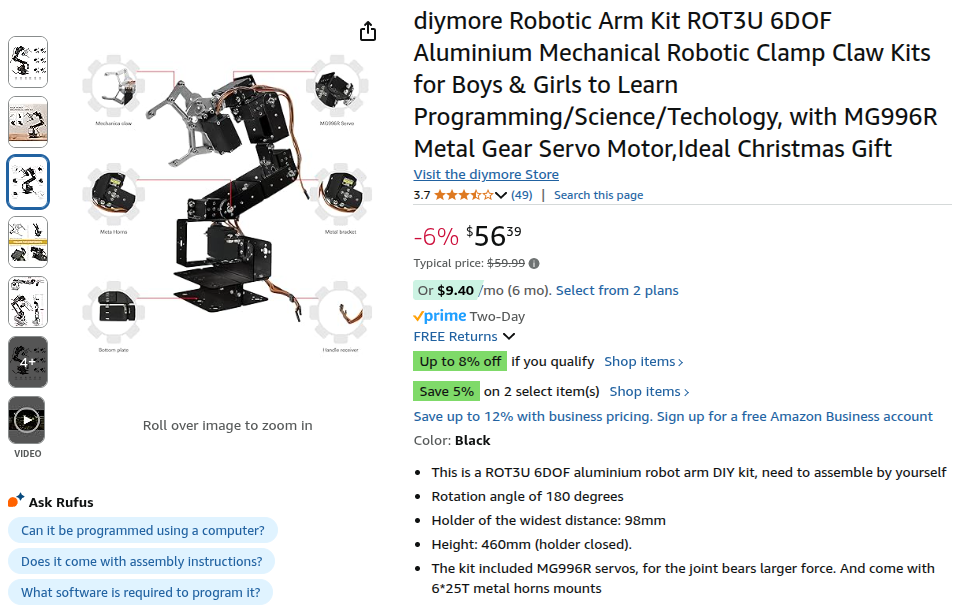 diymore Robotic Arm Kit ROT3U 6DOF
Aluminium Mechanical Robotic Clamp Claw Kits
for Boys & Girls to Learn
Programming/Science/Techology, with MG996R
Metal Gear Servo Motor,Ideal Christmas Gift
Visit the diymore Store
3.7 (49) | Search this page
-6% $56 39
Typical price: $59.99
Or $9.40 /mo (6 mo). Select from 2 plans
prime Two-Day
FREE Returns
Up to 8% off if you qualify Shop items ›
Save 5% on 2 select item(s) Shop items ›
Save up to 12% with business pricing. Sign up for a free Amazon Business account
Color: Black
• This is a ROT3U 6DOF aluminium robot arm DIY kit, need to assemble by yourself
• Rotation angle of 180 degrees
• Holder of the widest distance: 98mm
• Height: 460mm (holder closed).
• The kit included MG996R servos, for the joint bears larger force. And come with
6*25T metal horns mounts
Mechanica claw
MG996R Servo
Meta Horns
Metal bracket
Bottom plate
Handle receiver
4+
VIDEO
Roll over image to zoom in
Ask Rufus
Can it be programmed using a computer?
Does it come with assembly instructions?
What software is required to program it?